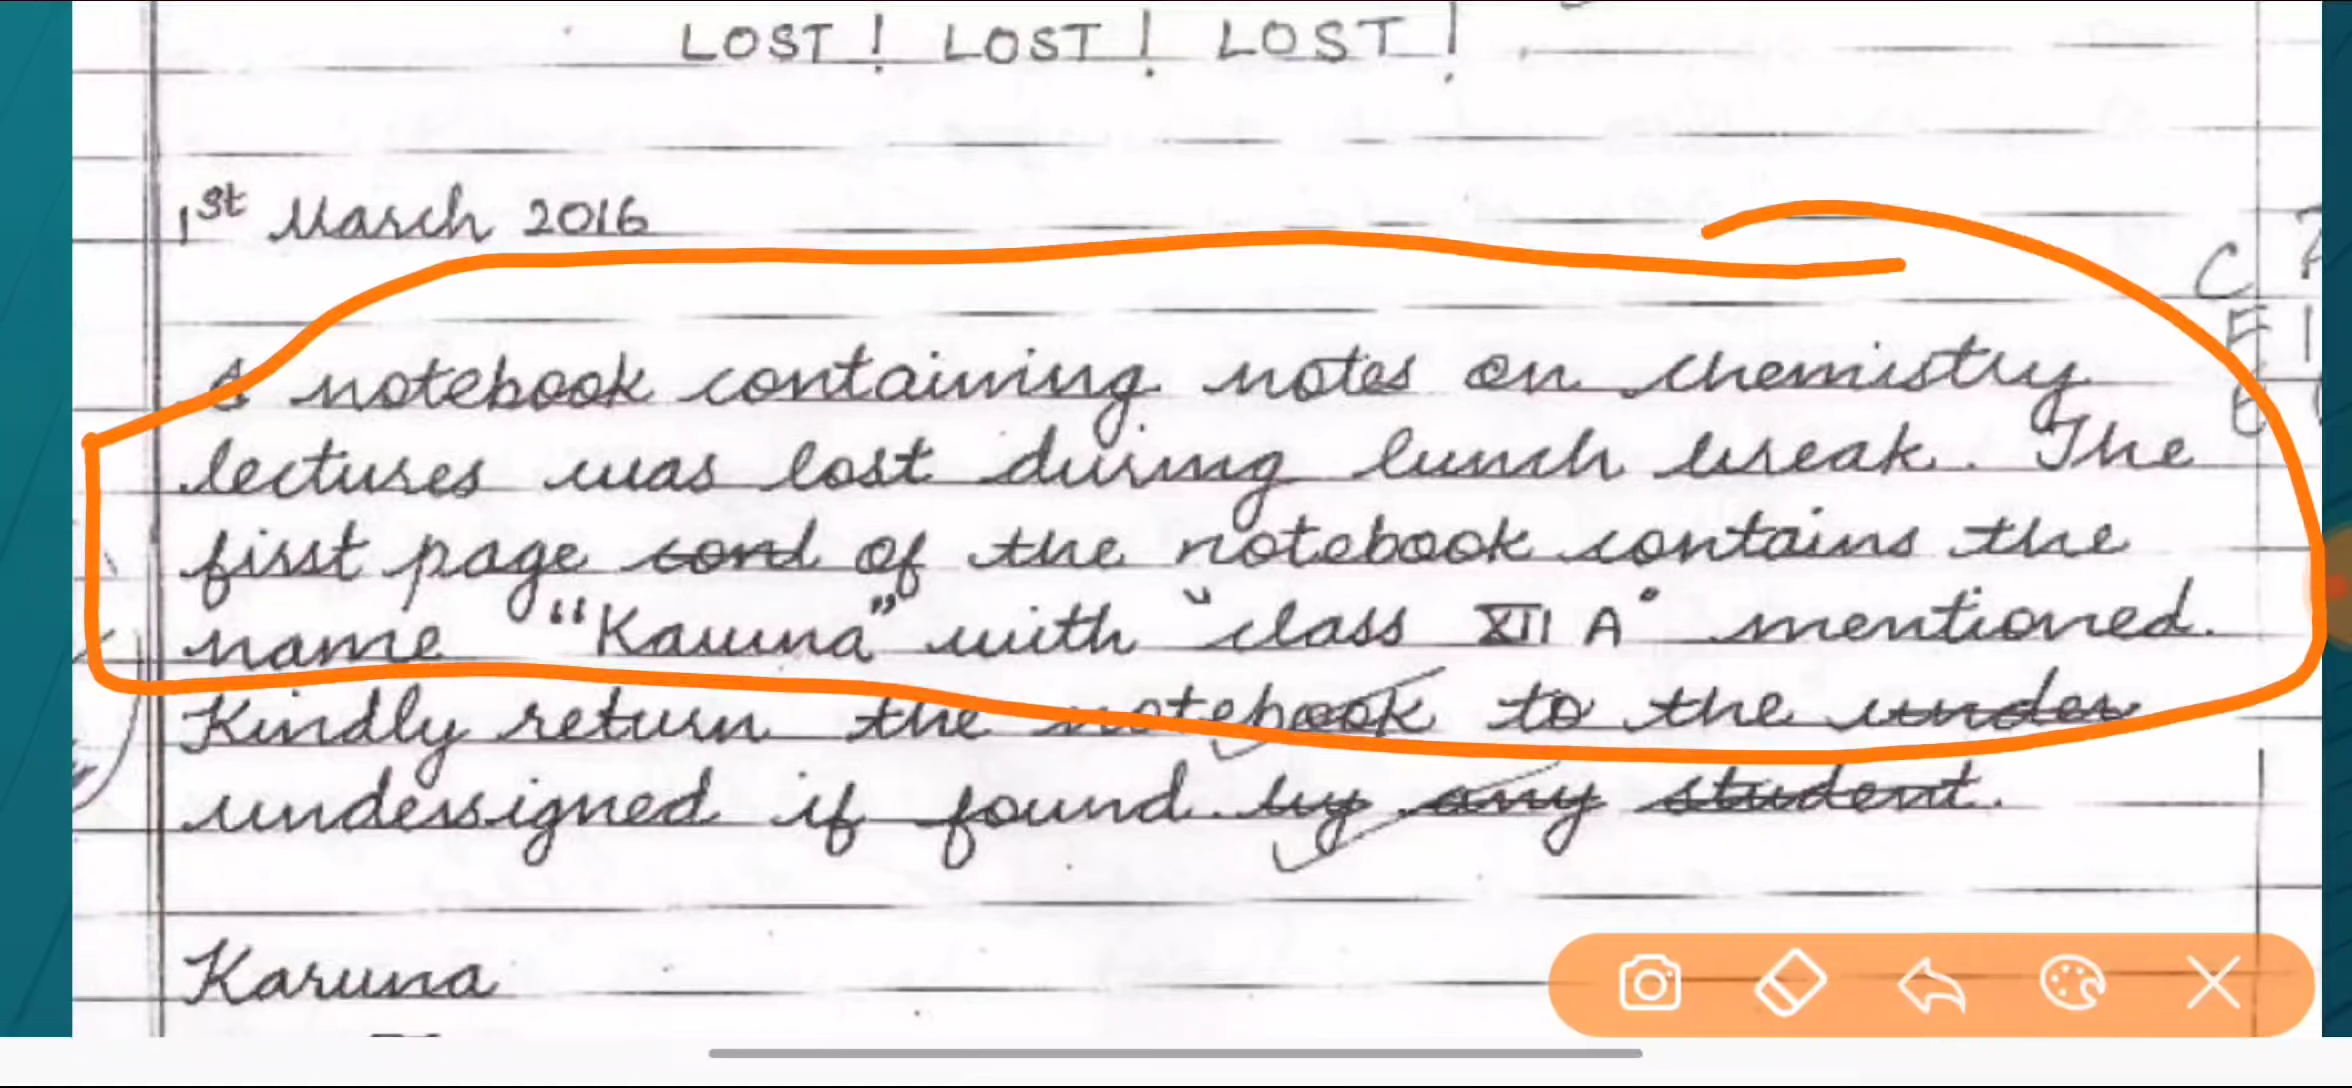 LOST! LOST! LOST!
1st March 2016
A notebook containing notes on chemistry
lectures was lost during lunch break. The
first page cond of the notebook contains the
name "Karuna" with "class XII A" mentioned.
Kindly return the notebook to the under
undersigned if found by any student.
Karuna